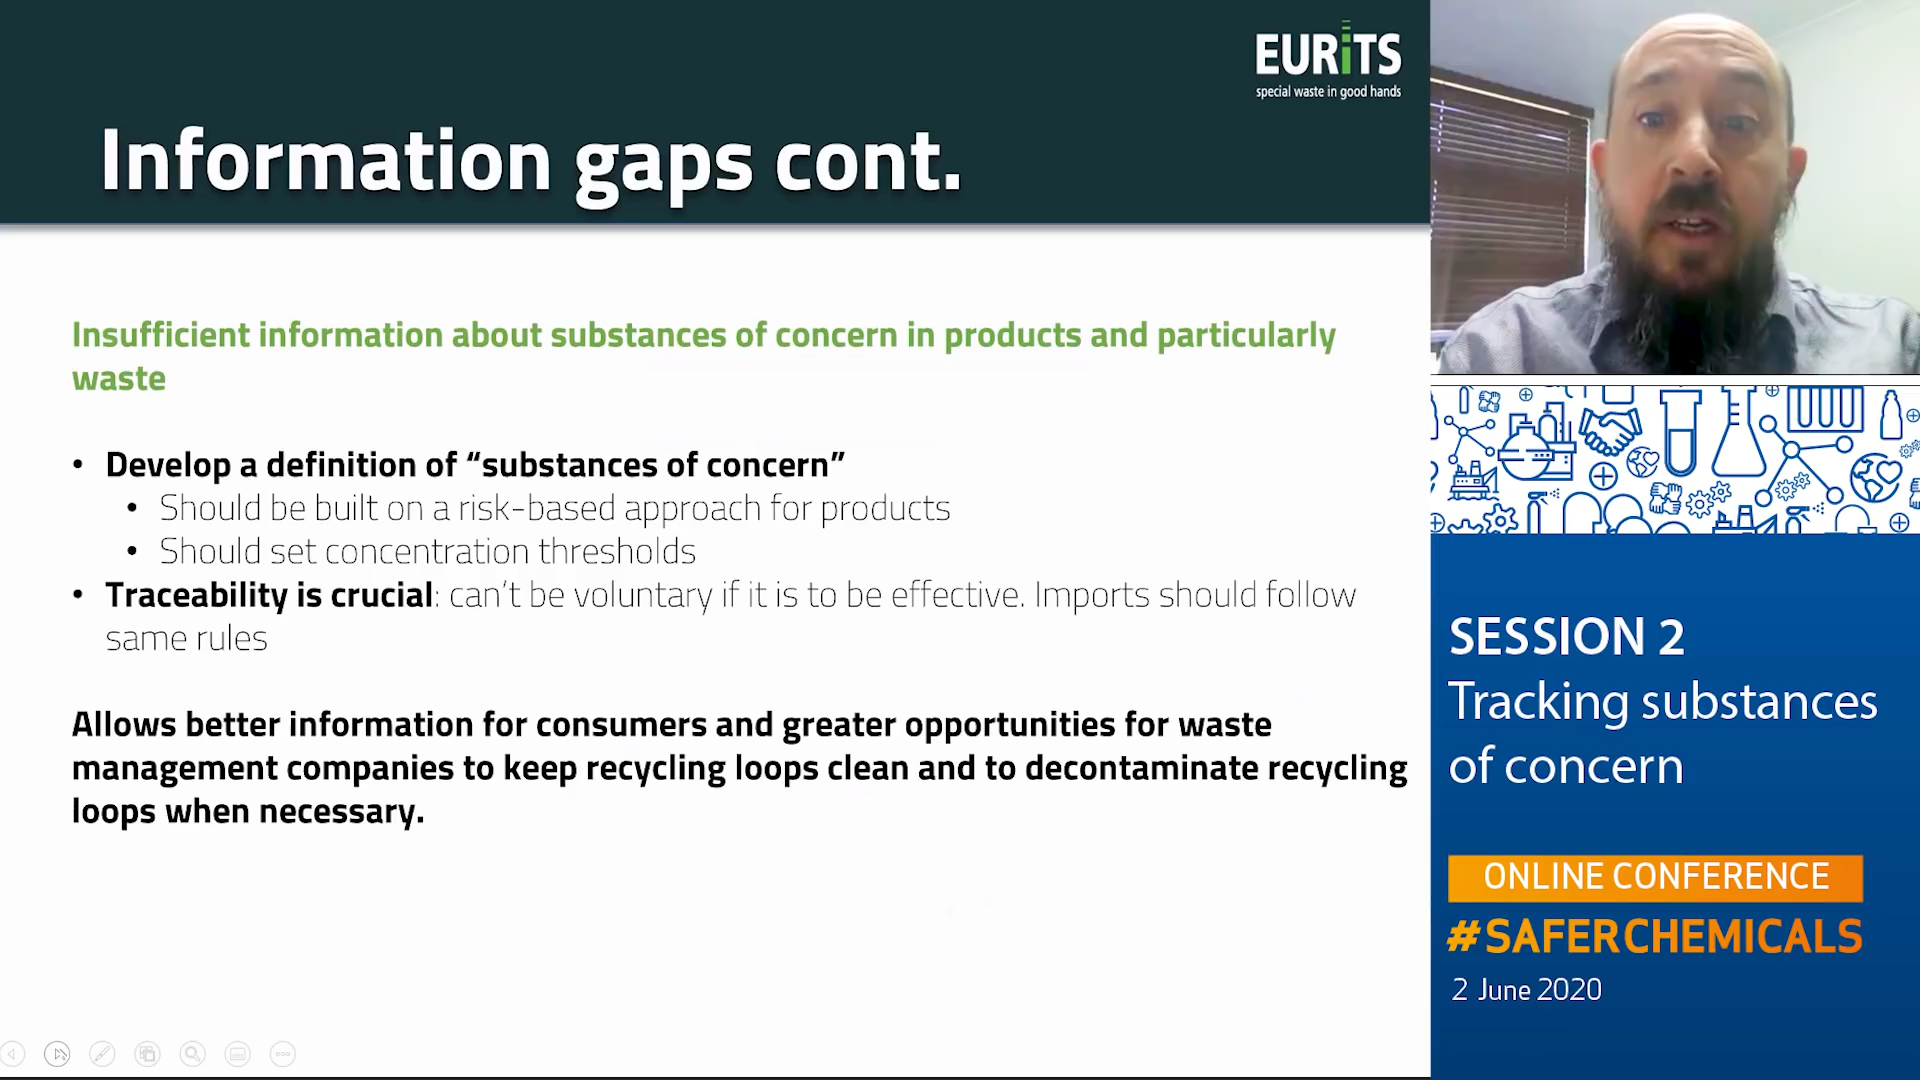 EURiTS
special waste in good hands
Information gaps cont.
Insufficient information about substances of concern in products and particularly
waste
• Develop a definition of “substances of concern”
• Should be built on a risk-based approach for products
• Should set concentration thresholds
• Traceability is crucial: can’t be voluntary if it is to be effective. Imports should follow
same rules
Allows better information for consumers and greater opportunities for waste
management companies to keep recycling loops clean and to decontaminate recycling
loops when necessary.
SESSION 2
Tracking substances
of concern
ONLINE CONFERENCE
#SAFERCHEMICALS
2 June 2020